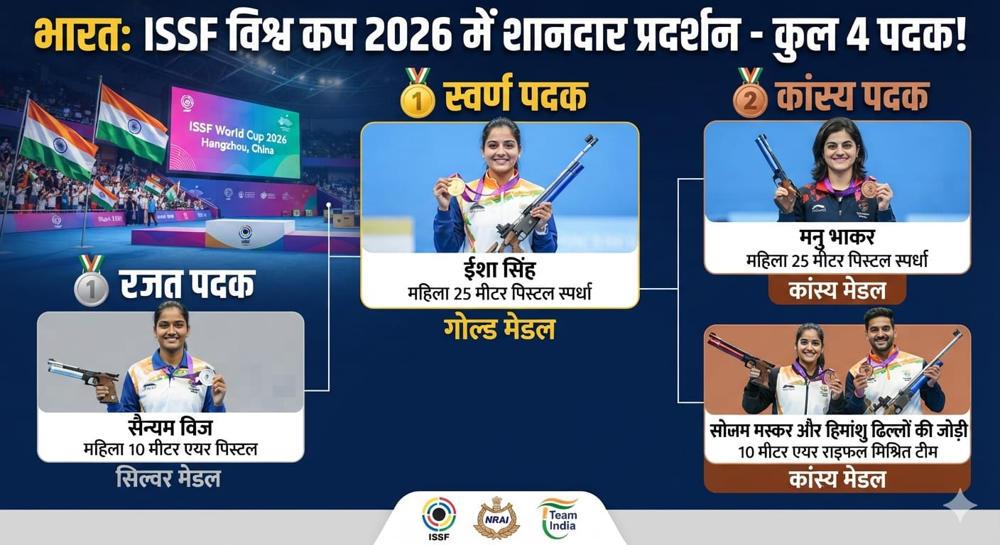 भारत: ISSF विश्व कप 2026 में शानदार प्रदर्शन - कुल 4 पदक!
ISSF World Cup 2026
Hangzhou, China
1 रजत पदक
सैन्यम विज
महिला 10 मीटर एयर पिस्टल
सिल्वर मेडल
1 स्वर्ण पदक
ईशा सिंह
महिला 25 मीटर पिस्टल स्पर्धा
गोल्ड मेडल
2 कांस्य पदक
मनु भाकर
महिला 25 मीटर पिस्टल स्पर्धा
कांस्य मेडल
मस्कर और हिमांशु ढिल्लों की जोड़ी
10 मीटर एयर राइफल मिश्रित टीम
कांस्य मेडल
ISSF
NRAI
Team
India